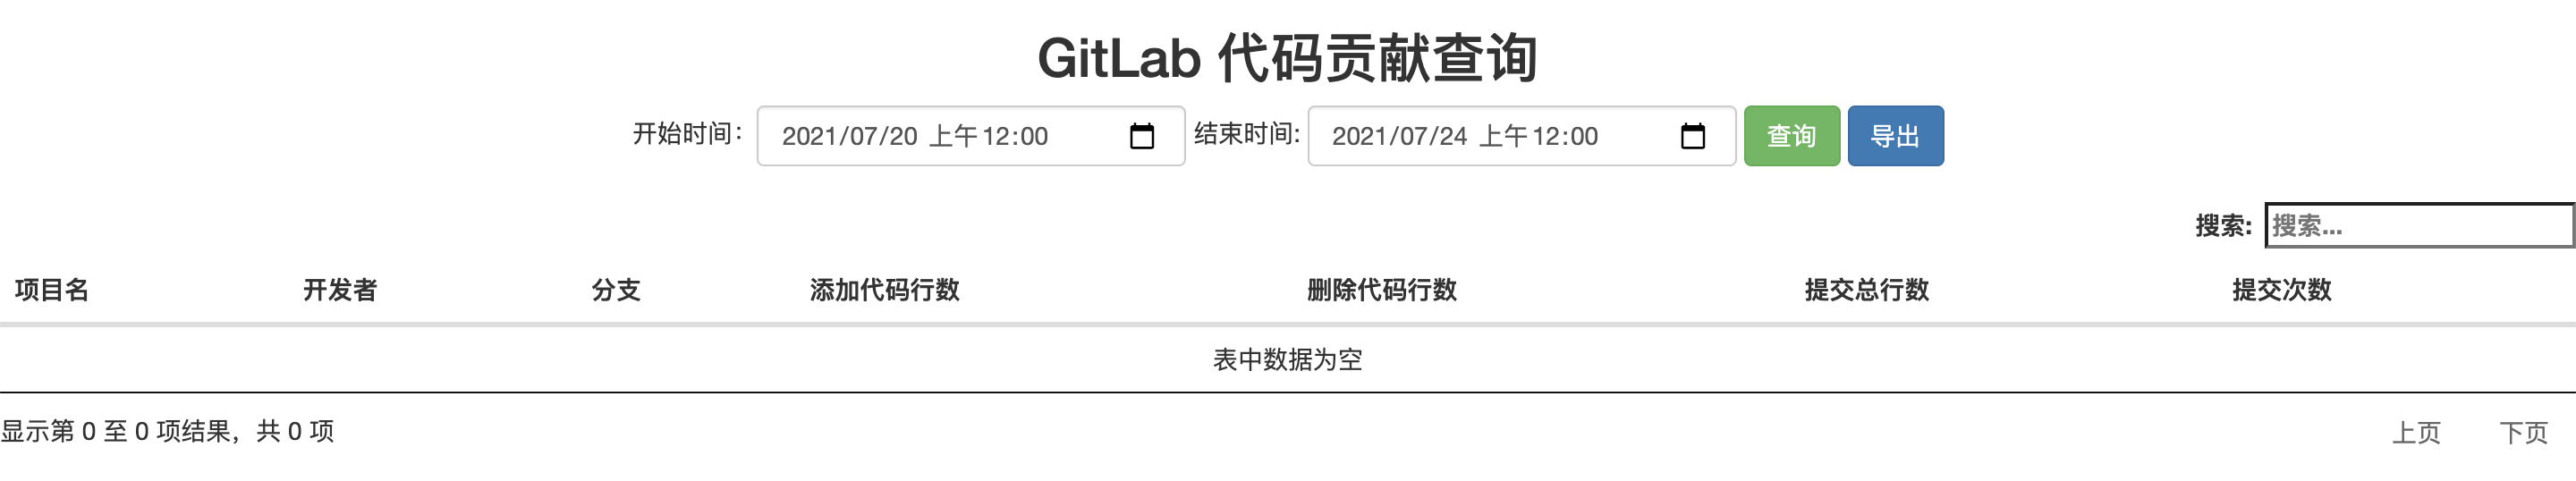 GitLab 代码贡献查询
开始时间： 2021/07/20 上午12:00 结束时间: 2021/07/24 上午12:00 查询 导出
搜索: 搜索...
项目名 开发者 分支 添加代码行数 删除代码行数 提交总行数 提交次数
表中数据为空
显示第 0 至 0 项结果，共 0 项 上页 下页